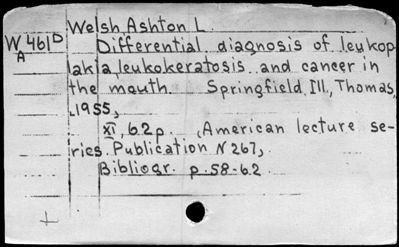 Welsh, Ashton L.
W 461D Differential diagnosis of leukop
A lakia, leukokeratosis and cancer in
the mouth. Springfield, Ill., Thomas,
1955,
XI, 62 p. (American lecture se-
ries. Publication N 267)
Bibliogr. p. 58-62